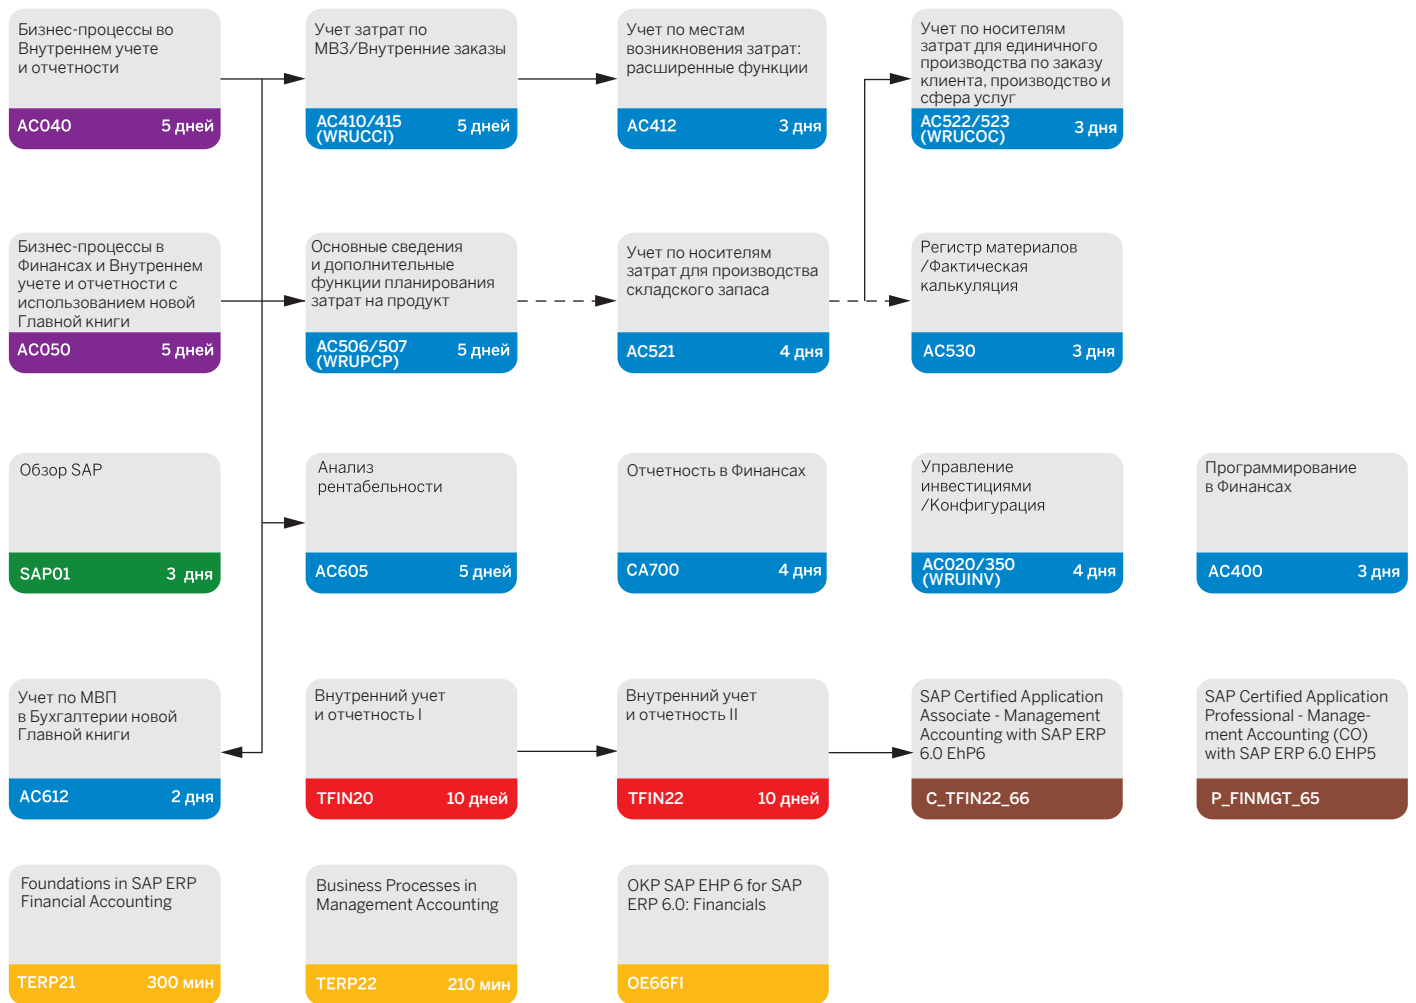 Бизнес-процессы во
Внутреннем учете
и отчетности
AC040 5 дней
Учет затрат по
МВЗ/Внутренние заказы
AC410/415
(WRUCCI)
5 дней
Учет по местам
возникновения затрат:
расширенные функции
AC412 3 дня
Учет по носителям
затрат для единичного
производства по заказу
клиента, производство и
сфера услуг
AC522/523
(WRUCOC)
3 дня
Бизнес-процессы в
Финансах и Внутреннем
учете и отчетности с
использованием новой
Главной книги
AC050 5 дней
Основные сведения
и дополнительные
функции планирования
затрат на продукт
AC506/507
(WRUPCP)
5 дней
Учет по носителям
затрат для производства
складского запаса
AC521 4 дня
Регистр материалов
/Фактическая
калькуляция
AC530 3 дня
Обзор SAP
SAP01 3 дня
Анализ
рентабельности
AC605 5 дней
Отчетность в Финансах
CA700 4 дня
Управление
инвестициями
/Конфигурация
AC020/350
(WRUINV)
4 дня
Программирование
в Финансах
AC400 3 дня
Учет по МВП
в Бухгалтерии новой
Главной книги
AC612 2 дня
Внутренний учет
и отчетность I
TFIN20 10 дней
Внутренний учет
и отчетность II
TFIN22 10 дней
SAP Certified Application
Associate - Management
Accounting with SAP ERP
6.0 EhP6
C_TFIN22_66
SAP Certified Application
Professional - Manage-
ment Accounting (CO)
with SAP ERP 6.0 EHP5
P_FINMGT_65
Foundations in SAP ERP
Financial Accounting
TERP21 300 мин
Business Processes in
Management Accounting
TERP22 210 мин
OKP SAP EHP 6 for SAP
ERP 6.0: Financials
OE66FI